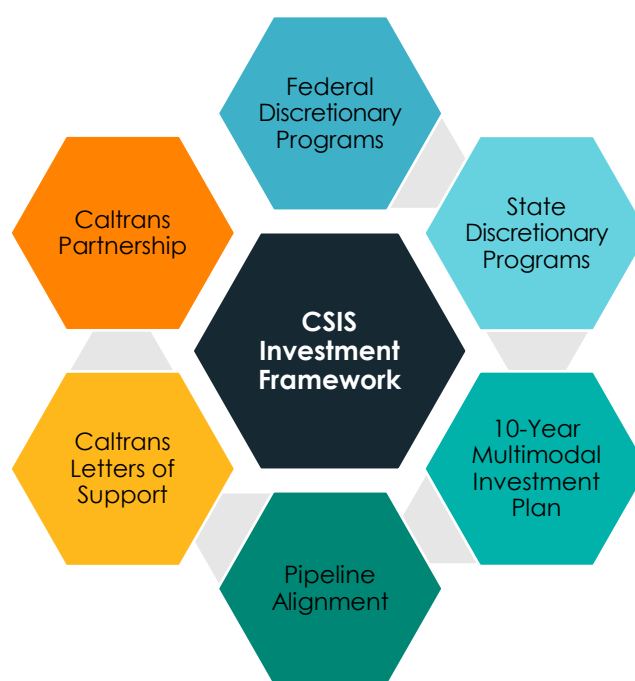 Federal
Discretionary
Programs
Caltrans
Partnership
State
Discretionary
Programs
CSIS
Investment
Framework
Caltrans
Letters of
Support
10-Year
Multimodal
Investment
Plan
Pipeline
Alignment